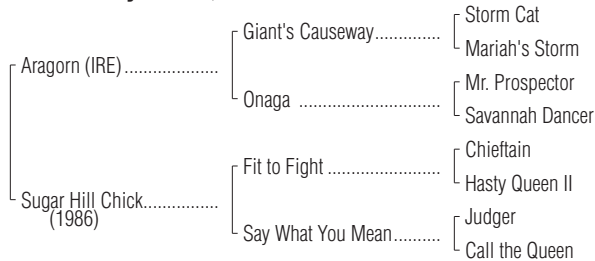 Storm Cat
Giant's Causeway..............
Mariah's Storm
Aragorn (IRE)....................
Mr. Prospector
Onaga ..............................
Savannah Dancer
Chieftain
Fit to Fight ........................
Hasty Queen II
Sugar Hill Chick................
(1986)
Judger
Say What You Mean..........
Call the Queen